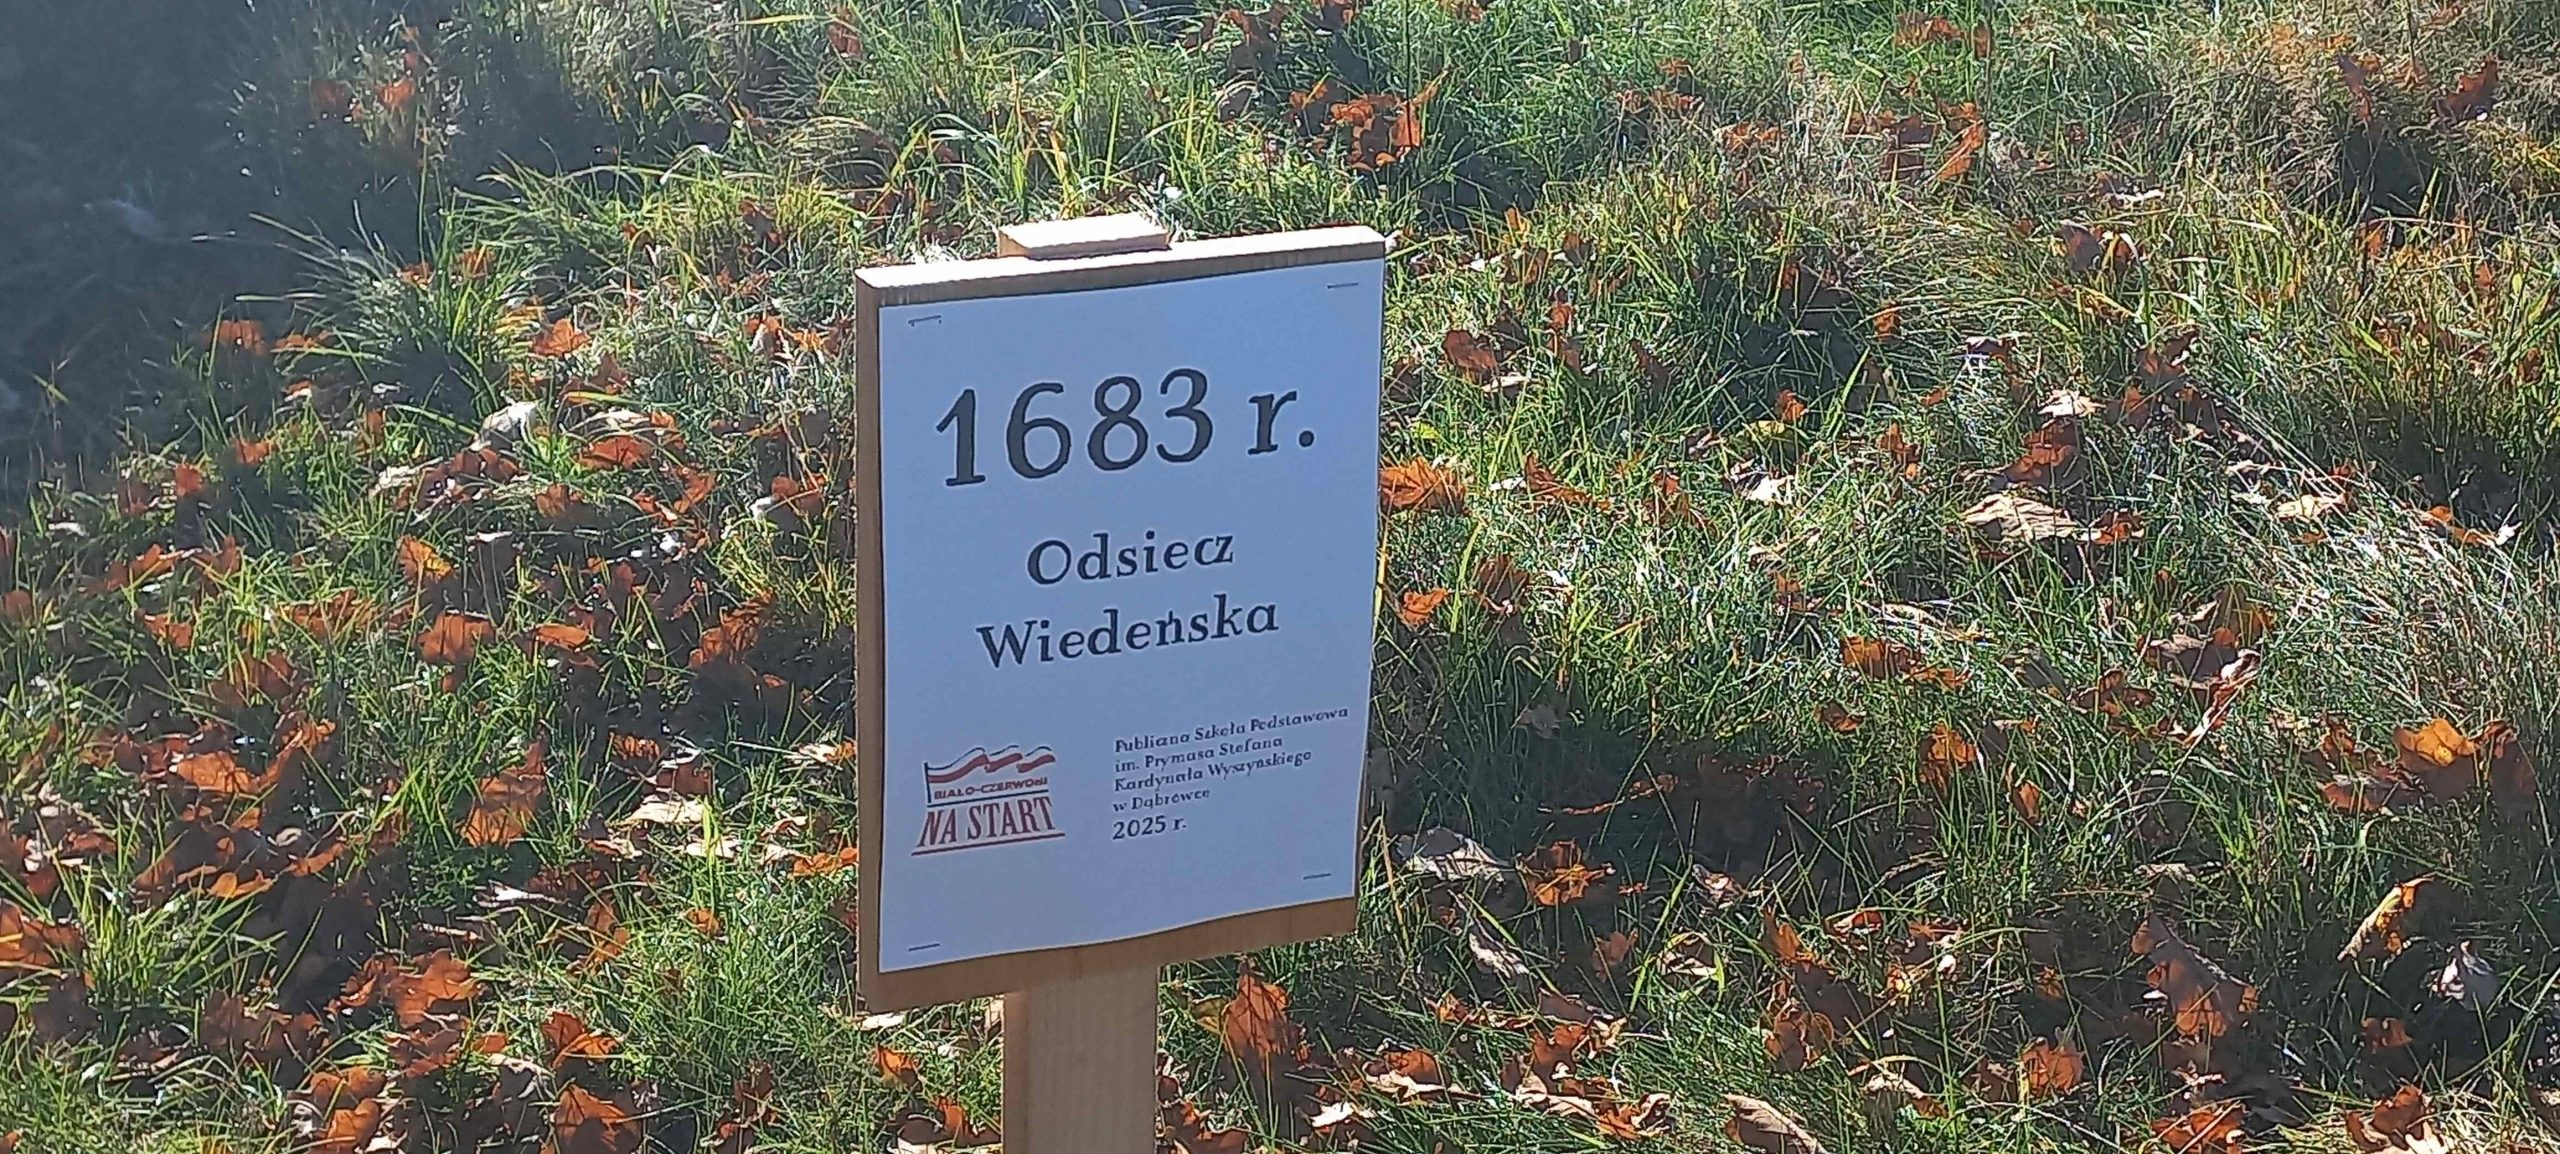 1683 r.
Odsiecz
Wiedeńska
BIAŁO-CZERWONI
NA START
Publiczna Szkoła Podstawowa
im. Prymasa Stefana
Kardynała Wyszyńskiego
w Dąbrówce
2025 r.